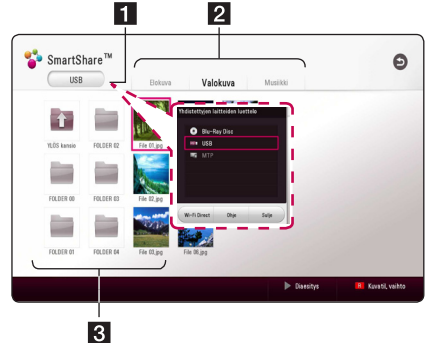 1
2
SmartShare™
USB
Elokuva
Valokuva
Musiikki
Yhdistettyjen laitteiden luettelo
Blu-Ray Disc
USB
MTP
Wi-Fi Direct
Ohje
Sulje
YLÖS kansio
FOLDER 02
File 01.jpg
FOLDER 00
FOLDER 03
File 02.jpg
FOLDER 01
FOLDER 04
File 03.jpg
File 06.jpg
Diaesitys
R Kuvatil. vaihto
3